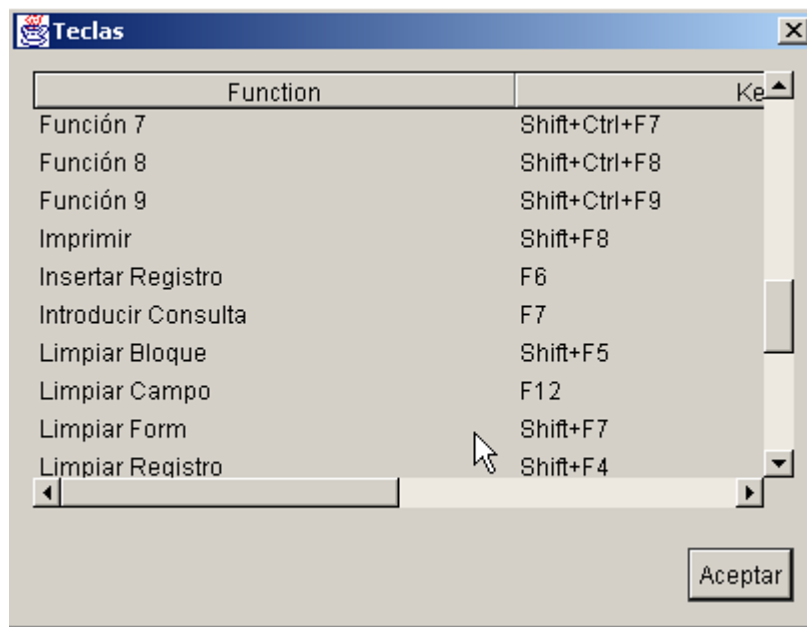 Teclas
Function Ke
Función 7 Shift+Ctrl+F7
Función 8 Shift+Ctrl+F8
Función 9 Shift+Ctrl+F9
Imprimir Shift+F8
Insertar Registro F6
Introducir Consulta F7
Limpiar Bloque Shift+F5
Limpiar Campo F12
Limpiar Form Shift+F7
Limpiar Registro Shift+F4
Aceptar